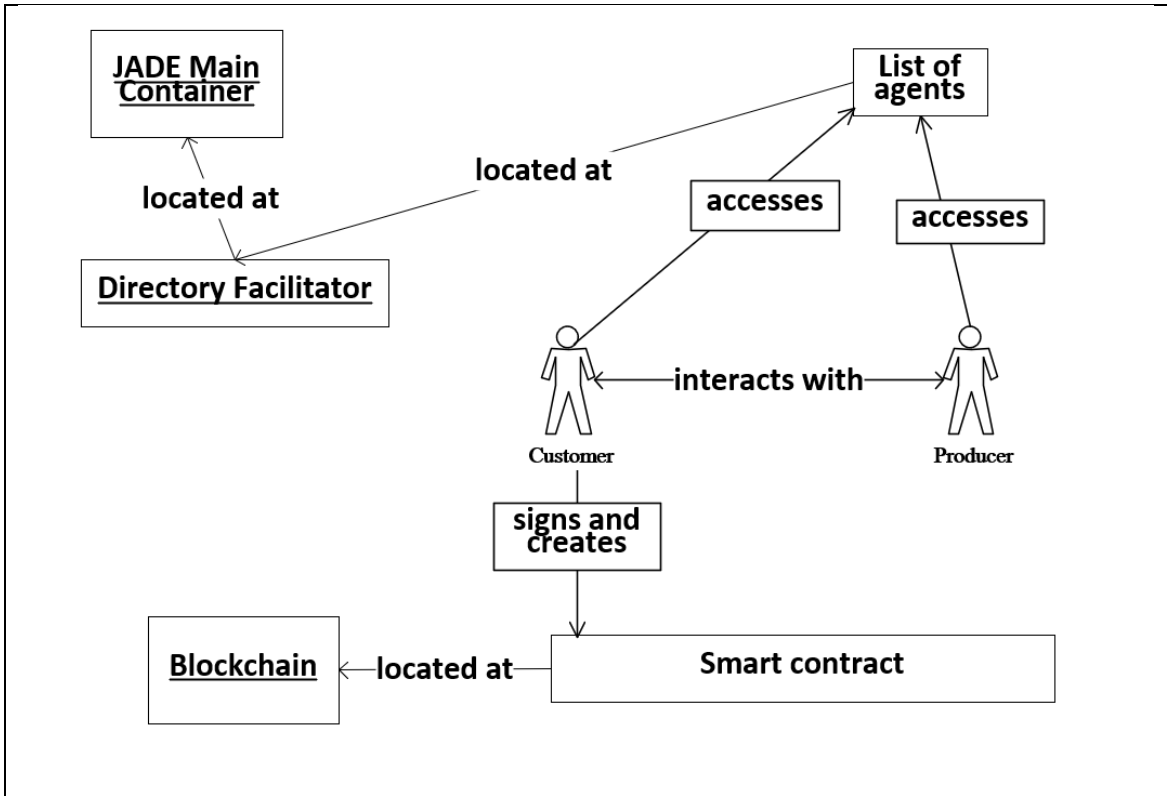 JADE Main
Container
List of
agents
located at
located at
accesses
accesses
Directory Facilitator
interacts with
Customer
Producer
signs and
creates
Blockchain
located at
Smart contract